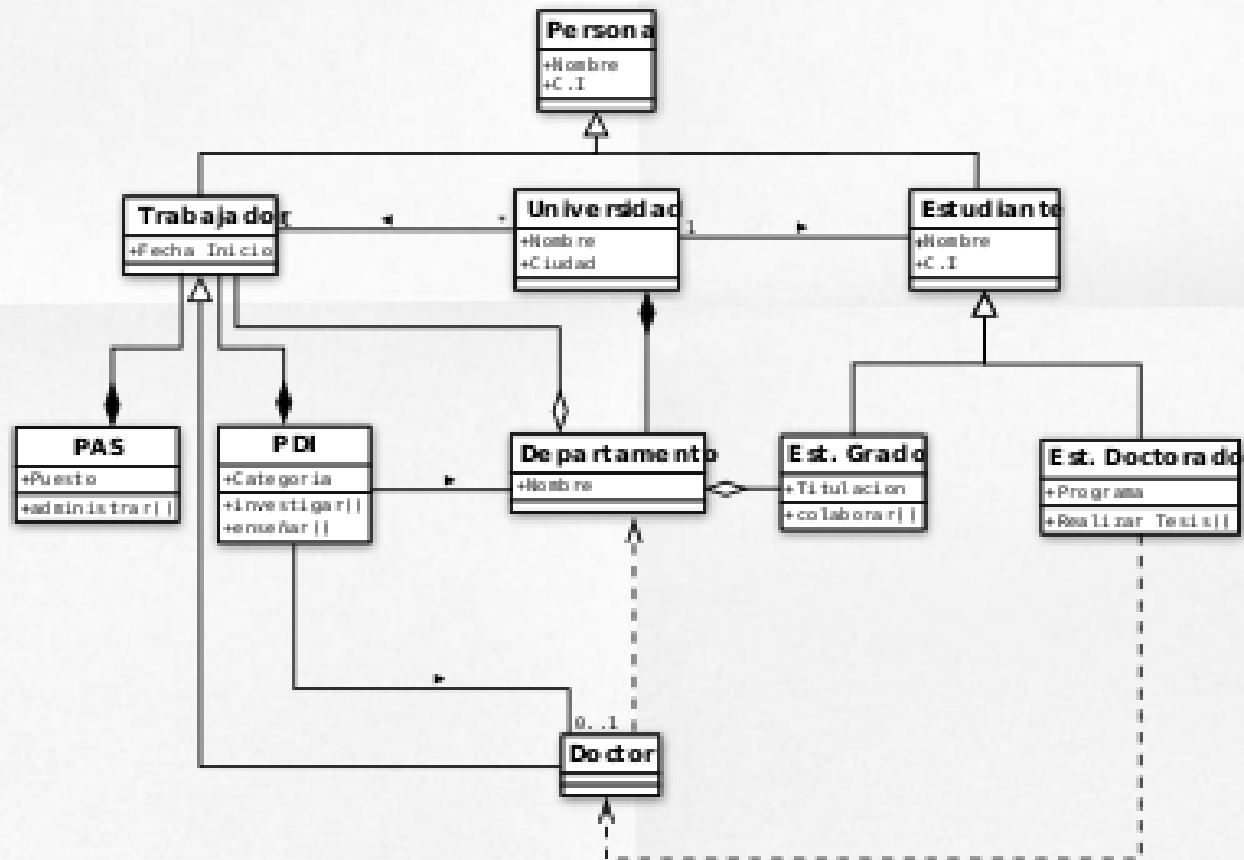 Persona
+Nombre
+C.I
Trabajador
+Fecha Inicio
*
Universidad
+Nombre
+Ciudad
1
Estudiante
+Nombre
+C.I
PAS
+Puesto
+administrar()
PDI
+Categoria
+investigar()
+enseñar()
Departamento
+Nombre
Est. Grado
+Titulacion
+colaborar()
Est. Doctorado
+Programa
+Realizar Tesis()
0..1
Doctor